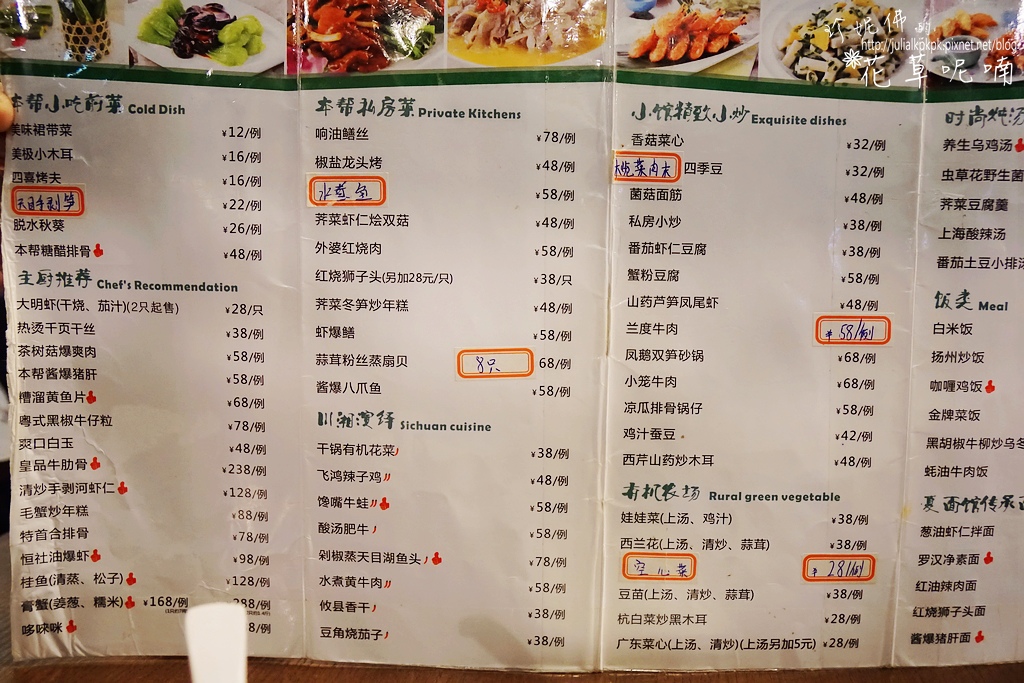 珍妮佛的
http://julialkpkpk.pixnet.net/blog
花草呢喃
本帮小吃前菜 Cold Dish
美味裙带菜 ¥12/例
美极小木耳 ¥16/例
四喜烤夫 ¥16/例
天目手剥笋 ¥22/例
脱水秋葵 ¥26/例
本帮糖醋排骨 ¥48/例
主厨推荐 Chef's Recommendation
大明虾(干烧、茄汁)(2只起售) ¥28/只
热烫干页干丝 ¥38/例
茶树菇爆爽肉 ¥58/例
本帮酱爆猪肝 ¥58/例
槽溜黄鱼片 ¥68/例
粤式黑椒牛仔粒 ¥78/例
爽口白玉 ¥48/例
皇品牛肋骨 ¥238/例
清炒手剥河虾仁 ¥128/例
毛蟹炒年糕 ¥88/例
特首含排骨 ¥78/例
恒社油爆虾 ¥98/例
桂鱼(清蒸、松子) ¥128/例
膏蟹(姜葱、糯米) ¥168/例 288/例
哆唻咪 8/例
本帮私房菜 Private Kitchens
响油鳝丝 ¥78/例
椒盐龙头烤 ¥48/例
水煮鱼 ¥58/例
荠菜虾仁烩双菇 ¥48/例
外婆红烧肉 ¥58/例
红烧狮子头(另加28元/只) ¥38/只
荠菜冬笋炒年糕 ¥48/例
虾爆鳝 ¥58/例
蒜茸粉丝蒸扇贝 8只 68/例
酱爆八爪鱼 ¥58/例
川湘演绎 Sichuan cuisine
干锅有机花菜 ¥38/例
飞鸿辣子鸡 ¥48/例
馋嘴牛蛙 ¥58/例
酸汤肥牛 ¥58/例
剁椒蒸天目湖鱼头 ¥78/例
水煮黄牛肉 ¥58/例
攸县香干 ¥38/例
豆角烧茄子 ¥38/例
小馆精致小炒 Exquisite dishes
香菇菜心 ¥32/例
榄菜肉末 四季豆 ¥32/例
菌菇面筋 ¥48/例
私房小炒 ¥38/例
番茄虾仁豆腐 ¥38/例
蟹粉豆腐 ¥58/例
山药芦笋凤尾虾 ¥48/例
兰度牛肉 ¥58/例
凤鹅双笋砂锅 ¥68/例
小笼牛肉 ¥68/例
凉瓜排骨锅仔 ¥58/例
鸡汁蚕豆 ¥42/例
西芹山药炒木耳 ¥48/例
有机农场 Rural green vegetable
娃娃菜(上汤、鸡汁) ¥38/例
西兰花(上汤、清炒、蒜茸) ¥38/例
空心菜 ¥28/例
豆苗(上汤、清炒、蒜茸) ¥38/例
杭白菜炒黑木耳 ¥28/例
广东菜心(上汤、清炒)(上汤另加5元) ¥28/例
时尚炖汤
养生乌鸡汤
虫草花野生菌
荠菜豆腐羹
上海酸辣汤
番茄土豆小排汤
饭类 Meal
白米饭
扬州炒饭
咖喱鸡饭
金牌菜饭
黑胡椒牛柳炒乌冬
蚝油牛肉饭
夏面馆传承
葱油虾仁拌面
罗汉净素面
红油辣肉面
红烧狮子头面
酱爆猪肝面